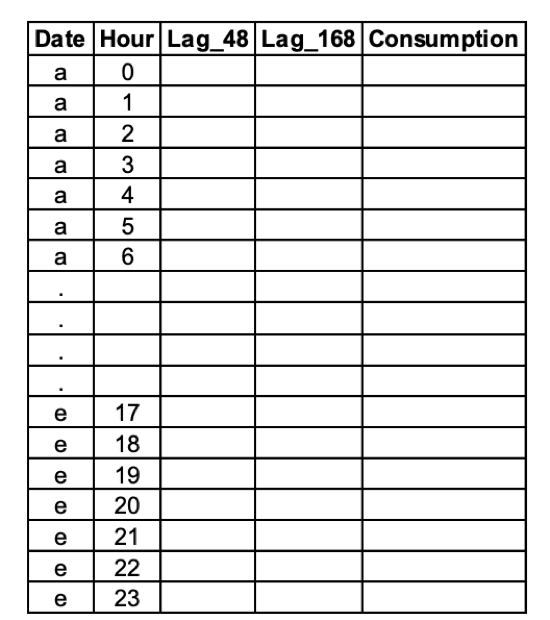 Date Hour Lag_48 Lag_168 Consumption
a 0
a 1
a 2
a 3
a 4
a 5
a 6
.
.
.
.
e 17
e 18
e 19
e 20
e 21
e 22
e 23